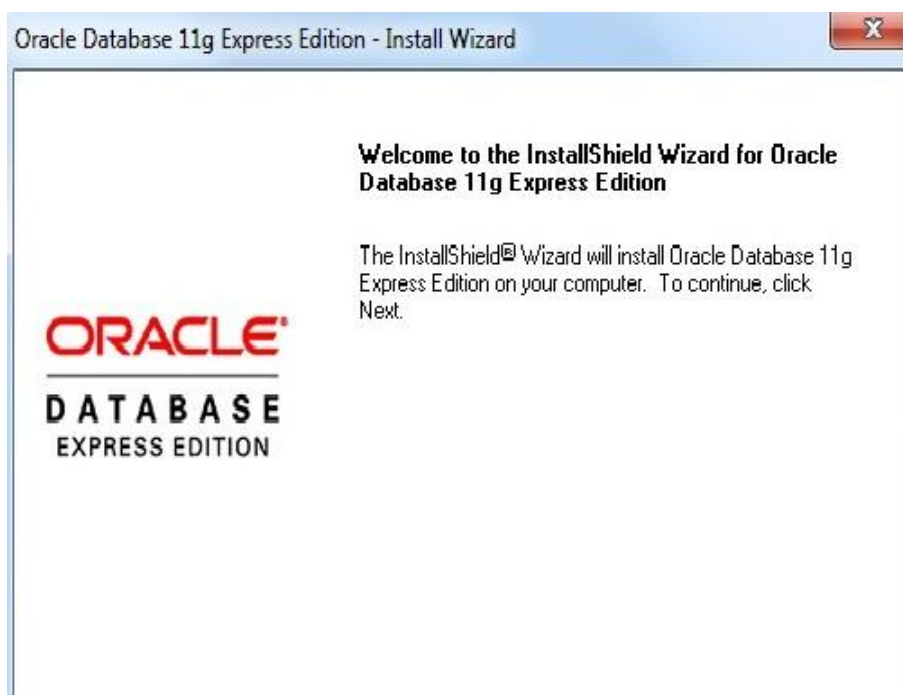 Oracle Database 11g Express Edition - Install Wizard
Welcome to the InstallShield Wizard for Oracle
Database 11g Express Edition
The InstallShield® Wizard will install Oracle Database 11g
Express Edition on your computer. To continue, click
Next.
ORACLE®
DATABASE
EXPRESS EDITION